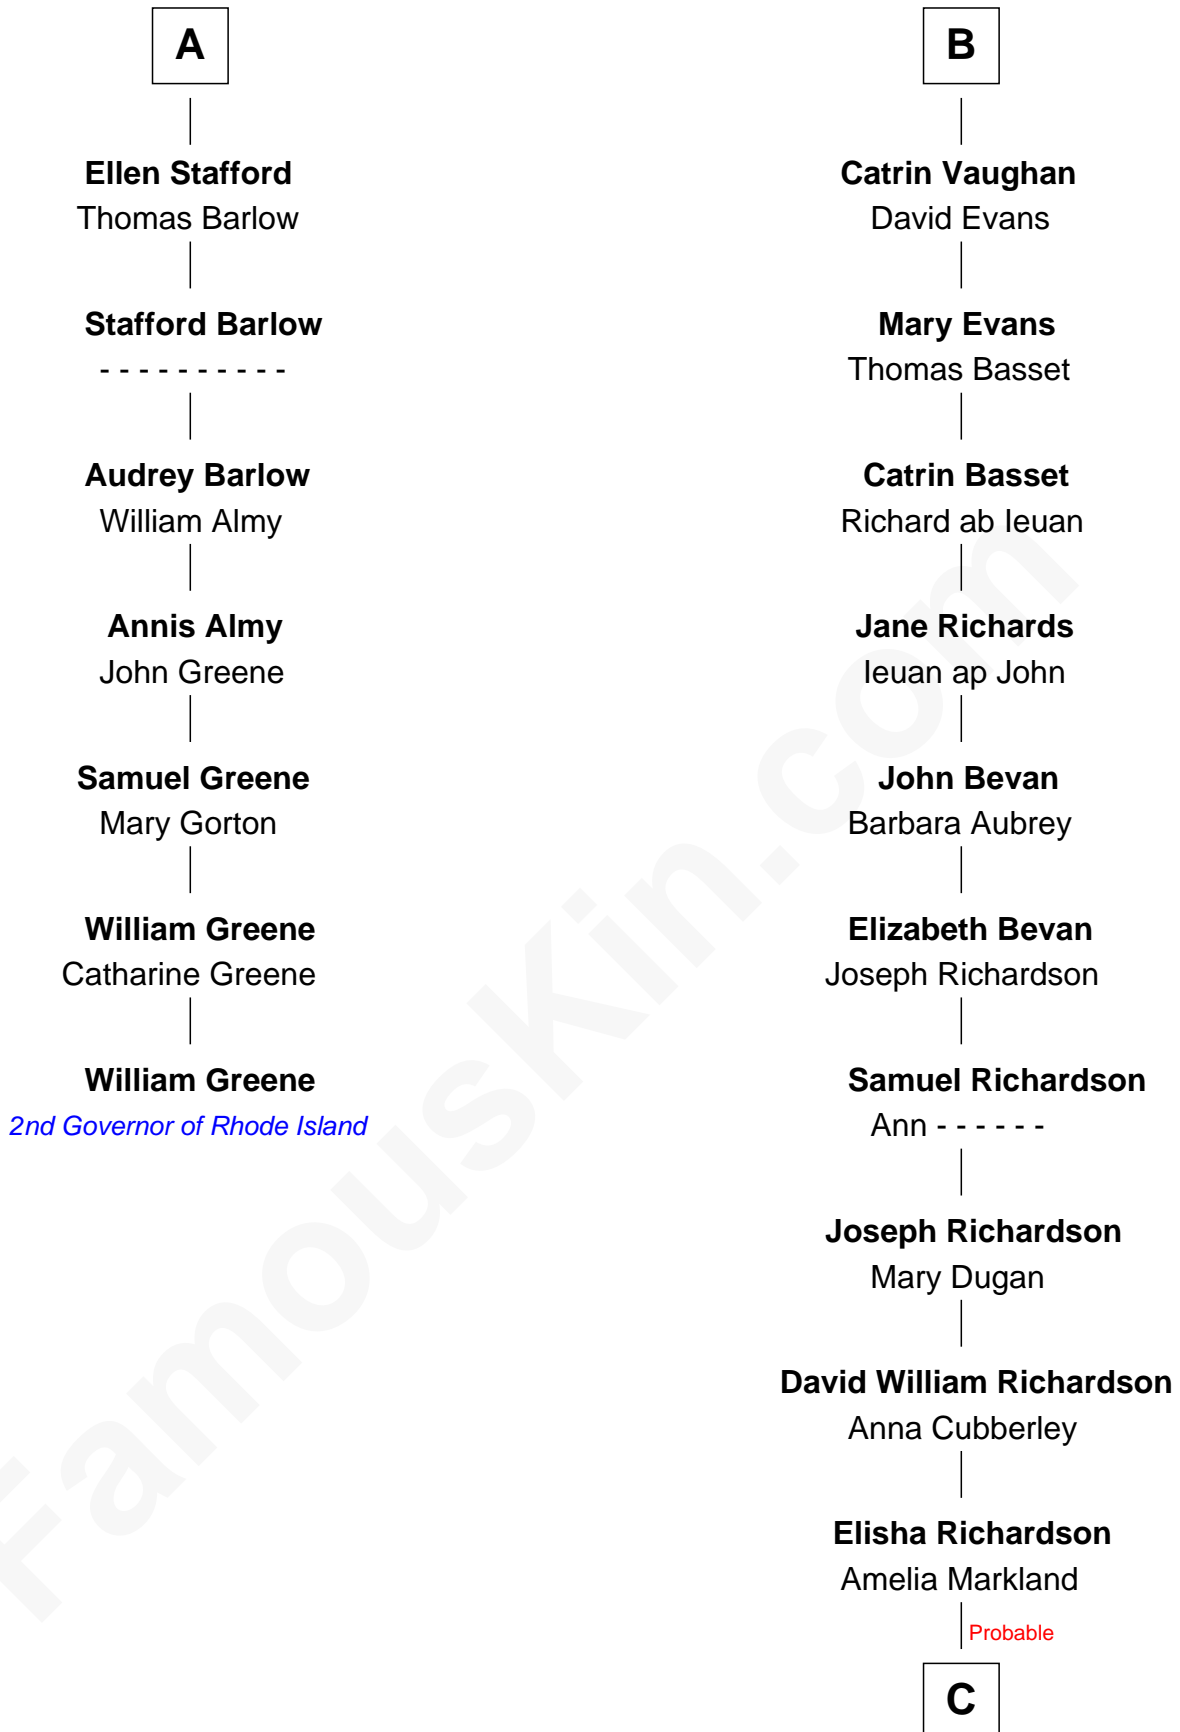 A
Ellen Stafford
Thomas Barlow
Stafford Barlow
- - - - - - - - - -
Audrey Barlow
William Almy
Annis Almy
John Greene
Samuel Greene
Mary Gorton
William Greene
Catharine Greene
William Greene
2nd Governor of Rhode Island
B
Catrin Vaughan
David Evans
Mary Evans
Thomas Basset
Catrin Basset
Richard ab Ieuan
Jane Richards
Ieuan ap John
John Bevan
Barbara Aubrey
Elizabeth Bevan
Joseph Richardson
Samuel Richardson
Ann - - - - - -
Joseph Richardson
Mary Dugan
David William Richardson
Anna Cubberley
Elisha Richardson
Amelia Markland
Probable
C
FamousKin.com